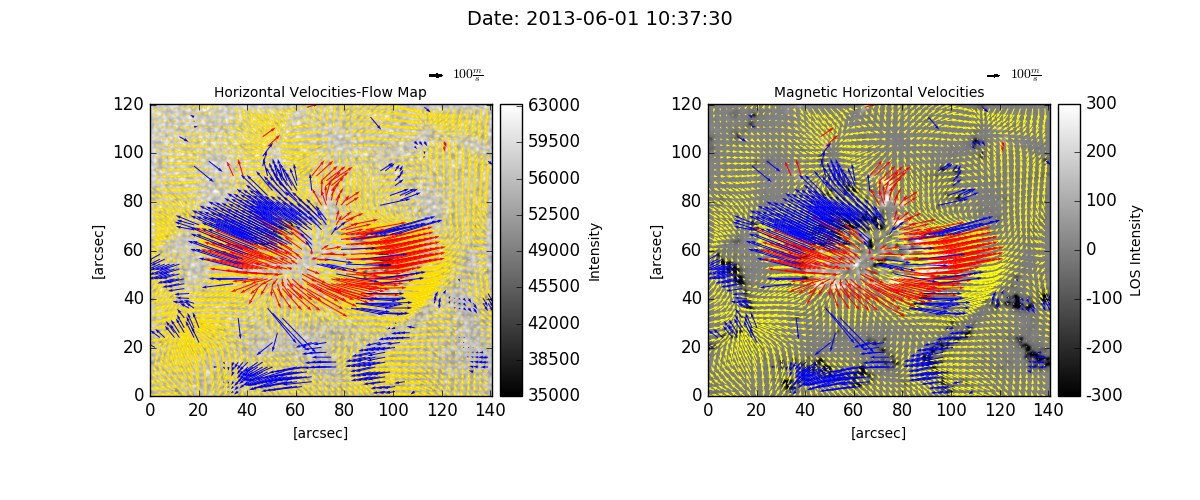 Date: 2013-06-01 10:37:30
100 m/s
Horizontal Velocities-Flow Map
120
100
80
60
40
20
0
0 20 40 60 80 100 120 140
[arcsec]
[arcsec]
63000
59500
56000
52500
49000
45500
42000
38500
35000
Intensity
100 m/s
Magnetic Horizontal Velocities
120
100
80
60
40
20
0
0 20 40 60 80 100 120 140
[arcsec]
[arcsec]
300
200
100
0
-100
-200
-300
LOS Intensity